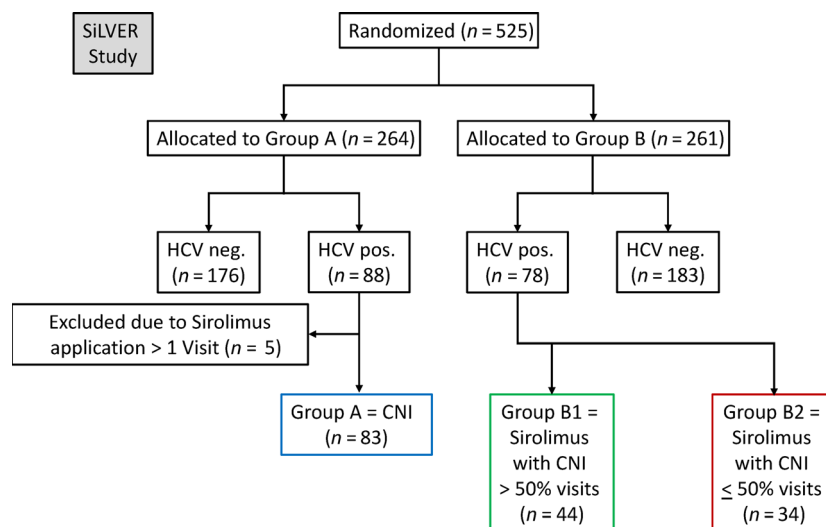 SiLVER
Study
Randomized (n = 525)
Allocated to Group A (n = 264)
Allocated to Group B (n = 261)
HCV neg.
(n = 176)
HCV pos.
(n = 88)
HCV pos.
(n = 78)
HCV neg.
(n = 183)
Excluded due to Sirolimus
application > 1 Visit (n = 5)
Group A = CNI
(n = 83)
Group B1 =
Sirolimus
with CNI
> 50% visits
(n = 44)
Group B2 =
Sirolimus
with CNI
≤ 50% visits
(n = 34)